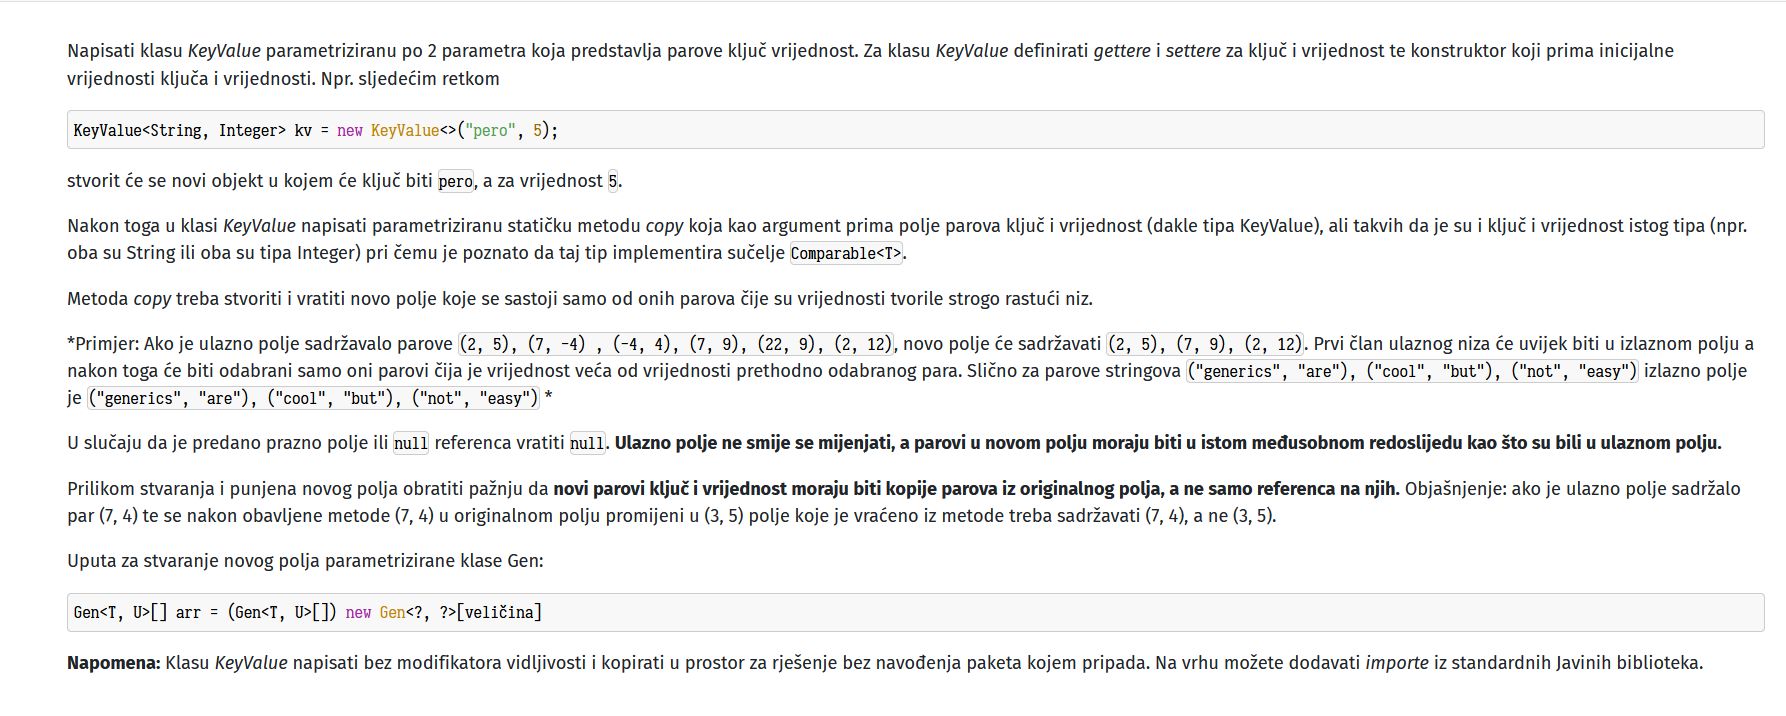 Napisati klasu KeyValue parametriziranu po 2 parametra koja predstavlja parove ključ vrijednost. Za klasu KeyValue definirati gettere i settere za ključ i vrijednost te konstruktor koji prima inicijalne
vrijednosti ključa i vrijednosti. Npr. sljedećim retkom
KeyValue<String, Integer> kv = new KeyValue<>("pero", 5);
stvorit će se novi objekt u kojem će ključ biti pero, a za vrijednost 5.
Nakon toga u klasi KeyValue napisati parametriziranu statičku metodu copy koja kao argument prima polje parova ključ i vrijednost (dakle tipa KeyValue), ali takvih da je su i ključ i vrijednost istog tipa (npr.
oba su String ili oba su tipa Integer) pri čemu je poznato da taj tip implementira sučelje Comparable<T>.
Metoda copy treba stvoriti i vratiti novo polje koje se sastoji samo od onih parova čije su vrijednosti tvorile strogo rastući niz.
*Primjer: Ako je ulazno polje sadržavalo parove (2, 5), (7, -4) , (-4, 4), (7, 9), (22, 9), (2, 12), novo polje će sadržavati (2, 5), (7, 9), (2, 12). Prvi član ulaznog niza će uvijek biti u izlaznom polju a
nakon toga će biti odabrani samo oni parovi čija je vrijednost veća od vrijednosti prethodno odabranog para. Slično za parove stringova ("generics", "are"), ("cool", "but"), ("not", "easy") izlazno polje
je ("generics", "are"), ("cool", "but"), ("not", "easy") *
U slučaju da je predano prazno polje ili null referenca vratiti null. Ulazno polje ne smije se mijenjati, a parovi u novom polju moraju biti u istom međusobnom redoslijedu kao što su bili u ulaznom polju.
Prilikom stvaranja i punjena novog polja obratiti pažnju da novi parovi ključ i vrijednost moraju biti kopije parova iz originalnog polja, a ne samo referenca na njih. Objašnjenje: ako je ulazno polje sadržalo
par (7, 4) te se nakon obavljene metode (7, 4) u originalnom polju promijeni u (3, 5) polje koje je vraćeno iz metode treba sadržavati (7, 4), a ne (3, 5).
Uputa za stvaranje novog polja parametrizirane klase Gen:
Gen<T, U>[] arr = (Gen<T, U>[]) new Gen<?, ?>[veličina]
Napomena: Klasu KeyValue napisati bez modifikatora vidljivosti i kopirati u prostor za rješenje bez navođenja paketa kojem pripada. Na vrhu možete dodavati importe iz standardnih Javinih biblioteka.